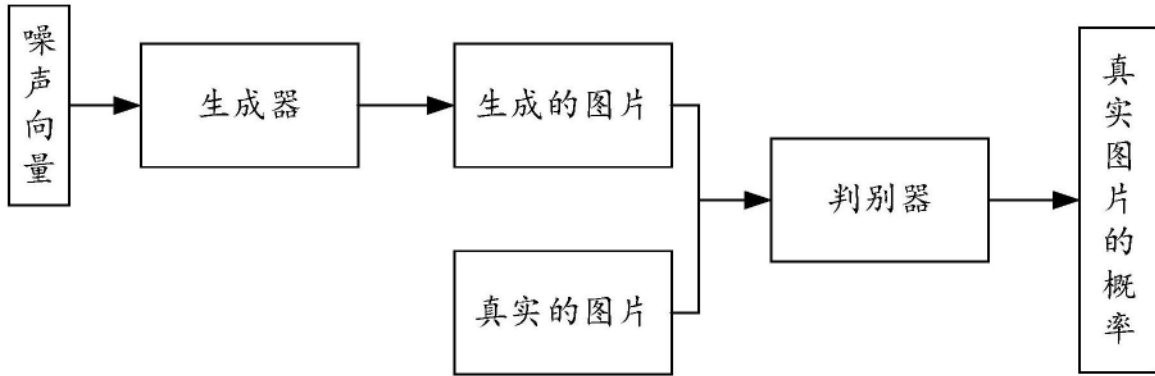 噪声向量
生成器
生成的图片
真实的图片
判别器
真实图片的概率